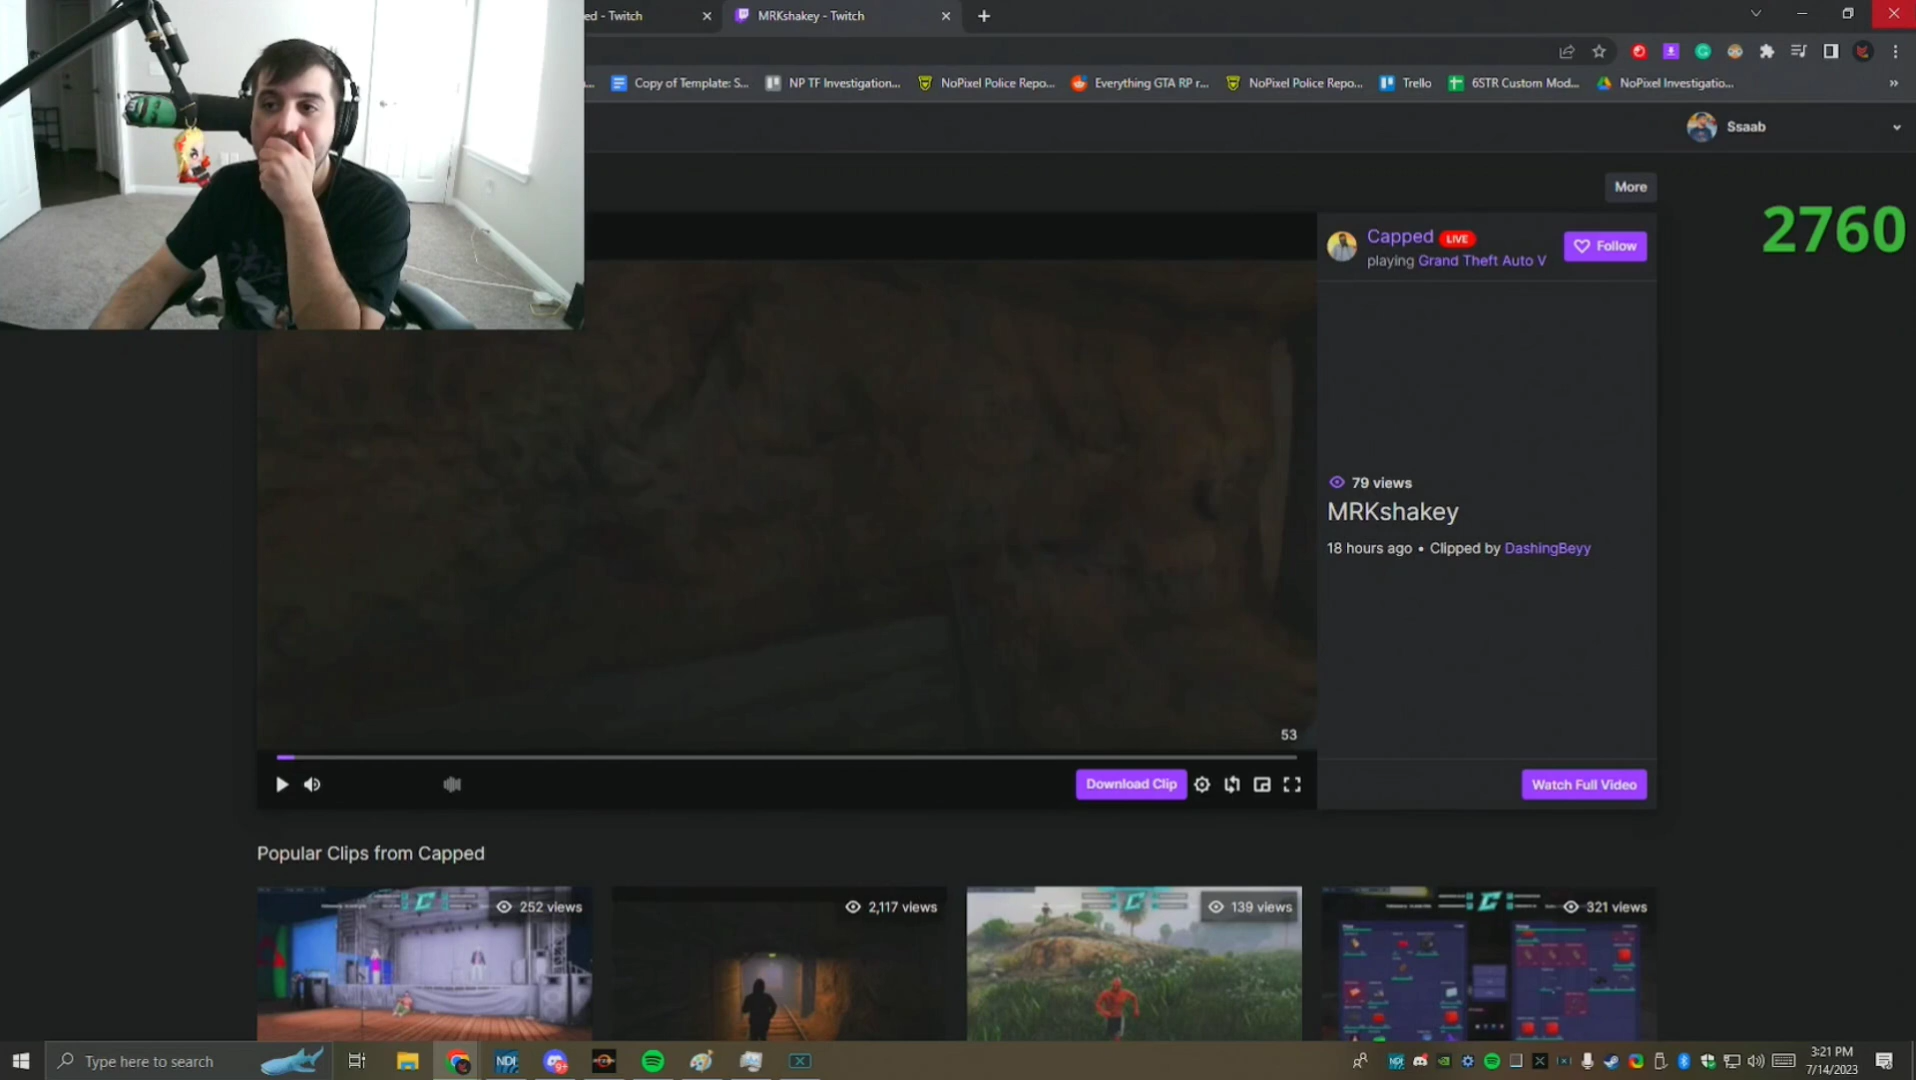 ed - Twitch
MRKshakey - Twitch
Copy of Template: S...
NP TF Investigation...
NoPixel Police Repo...
Everything GTA RP r...
NoPixel Police Repo...
Trello
6STR Custom Mod...
NoPixel Investigatio...
»
Ssaab
More
2760
Capped LIVE
playing Grand Theft Auto V
Follow
79 views
MRKshakey
18 hours ago • Clipped by DashingBeyy
53
Download Clip
Watch Full Video
Popular Clips from Capped
252 views
2,117 views
139 views
321 views
Type here to search
NDI
9+
3:21 PM
7/14/2023